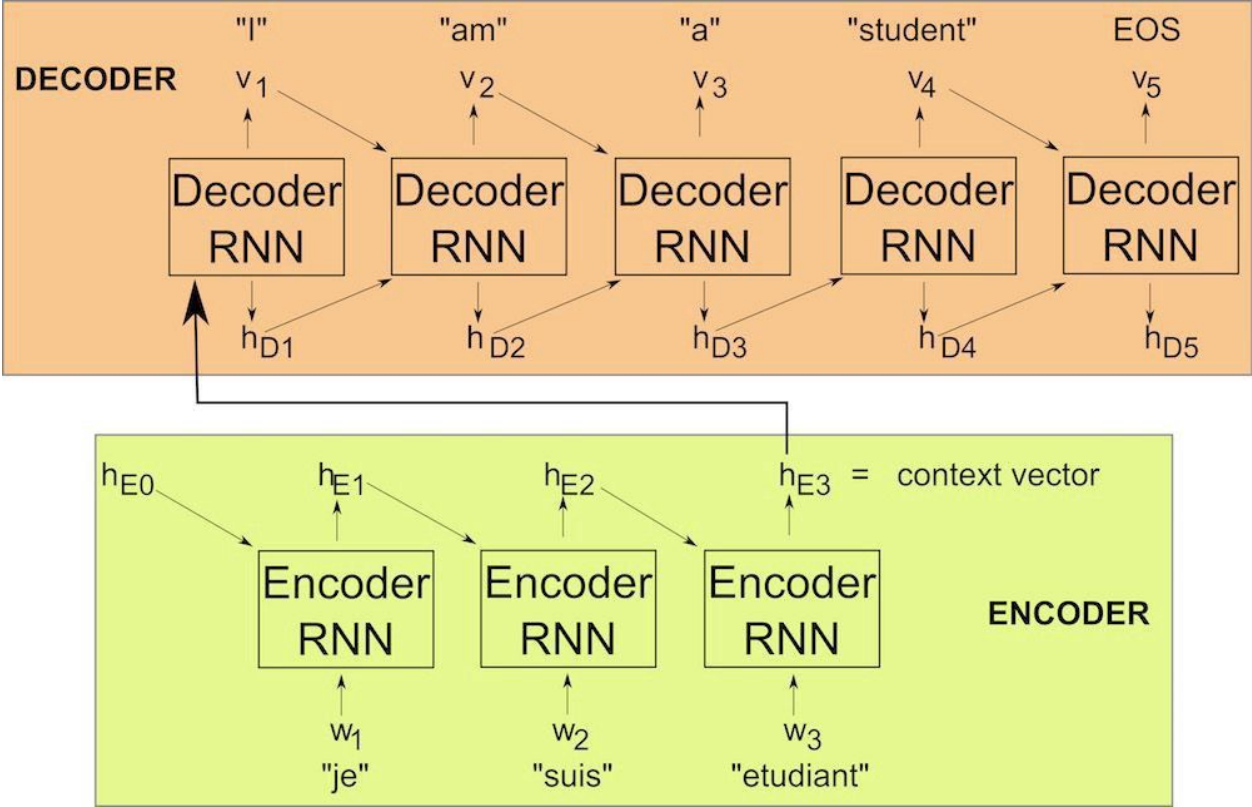 "I" "am" "a" "student" EOS
DECODER v1 v2 v3 v4 v5
Decoder Decoder Decoder Decoder Decoder
RNN RNN RNN RNN RNN
hD1 hD2 hD3 hD4 hD5
hE0 hE1 hE2 hE3 = context vector
Encoder Encoder Encoder
RNN RNN RNN
ENCODER
w1 w2 w3
"je" "suis" "etudiant"